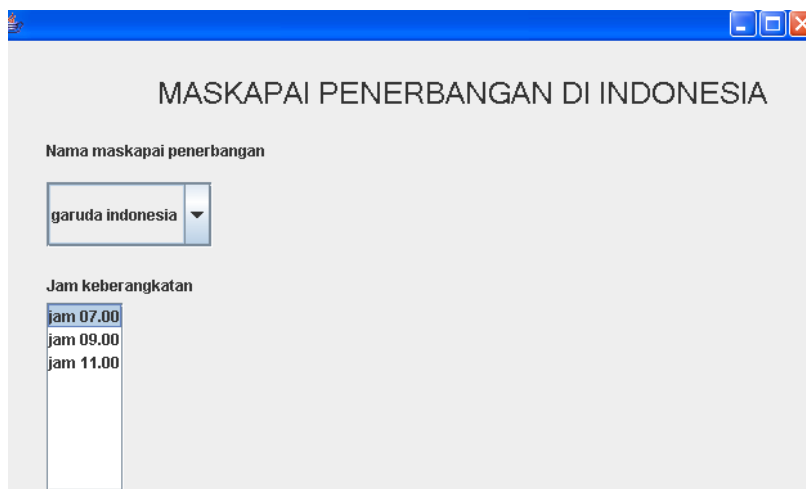 MASKAPAI PENERBANGAN DI INDONESIA
Nama maskapai penerbangan
garuda indonesia
Jam keberangkatan
jam 07.00
jam 09.00
jam 11.00